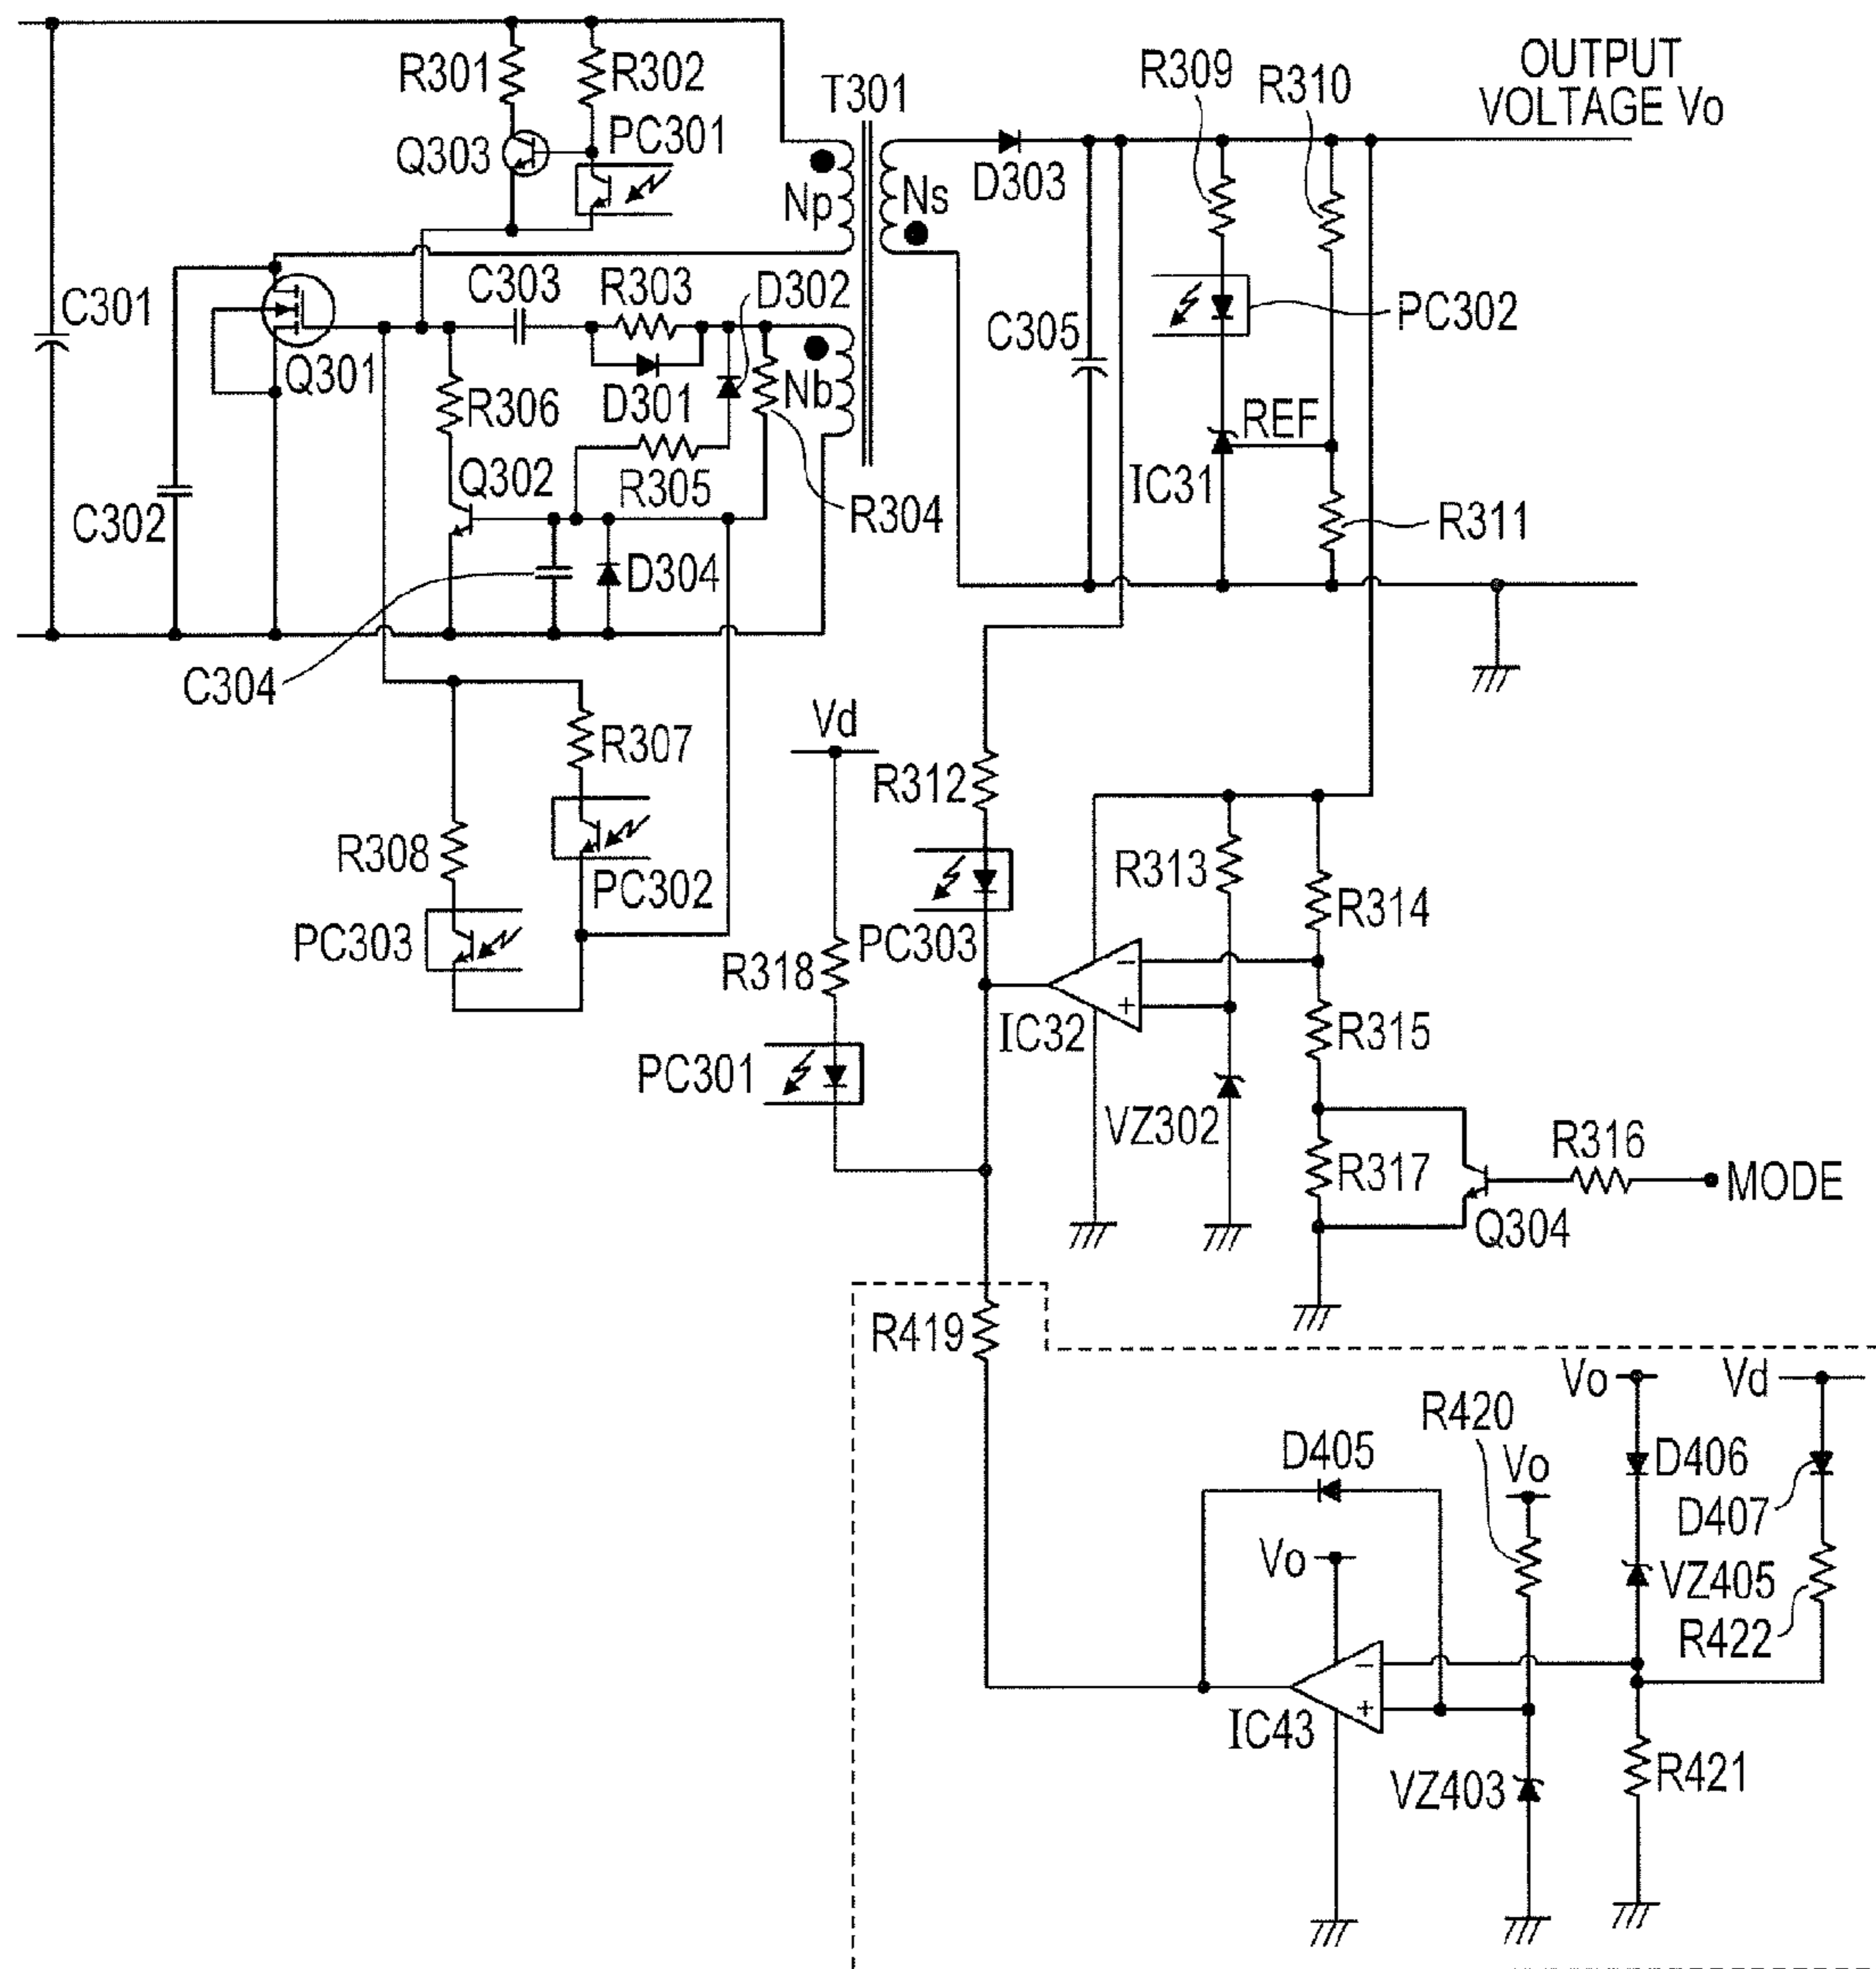 OUTPUT
VOLTAGE Vo
R309
R310
R301
R302
T301
PC301
Q303
D303
Np
Ns
C303
R303
D302
C301
C305
PC302
Q301
D301
Nb
R306
REF
Q302
R305
IC31
C302
R304
R311
D304
C304
Vd
R307
R312
R308
R313
PC302
R314
PC303
R318
PC303
IC32
R315
PC301
VZ302
R316
R317
MODE
Q304
R419
Vo
Vd
R420
D405
Vo
D406
D407
Vo
VZ405
R422
IC43
VZ403
R421